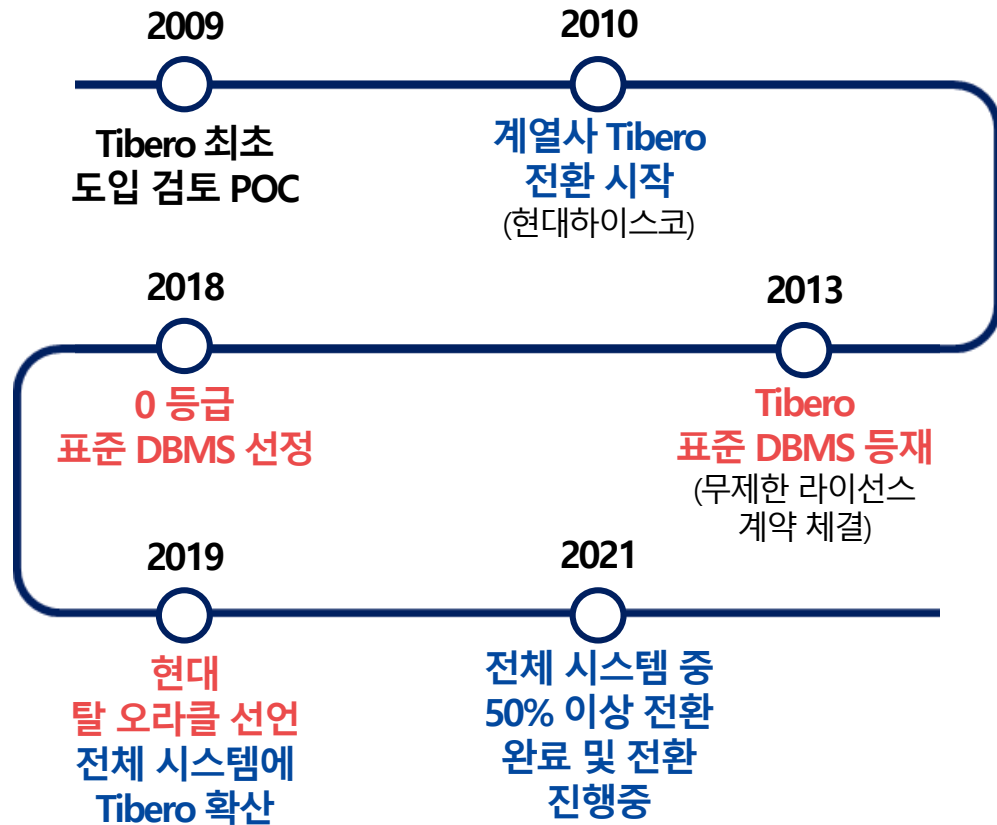 2009
Tibero 최초
도입 검토 POC
2010
계열사 Tibero
전환 시작
(현대하이스코)
2013
Tibero
표준 DBMS 등재
(무제한 라이선스
계약 체결)
2018
0 등급
표준 DBMS 선정
2019
현대
탈 오라클 선언
전체 시스템에
Tibero 확산
2021
전체 시스템 중
50% 이상 전환
완료 및 전환
진행중